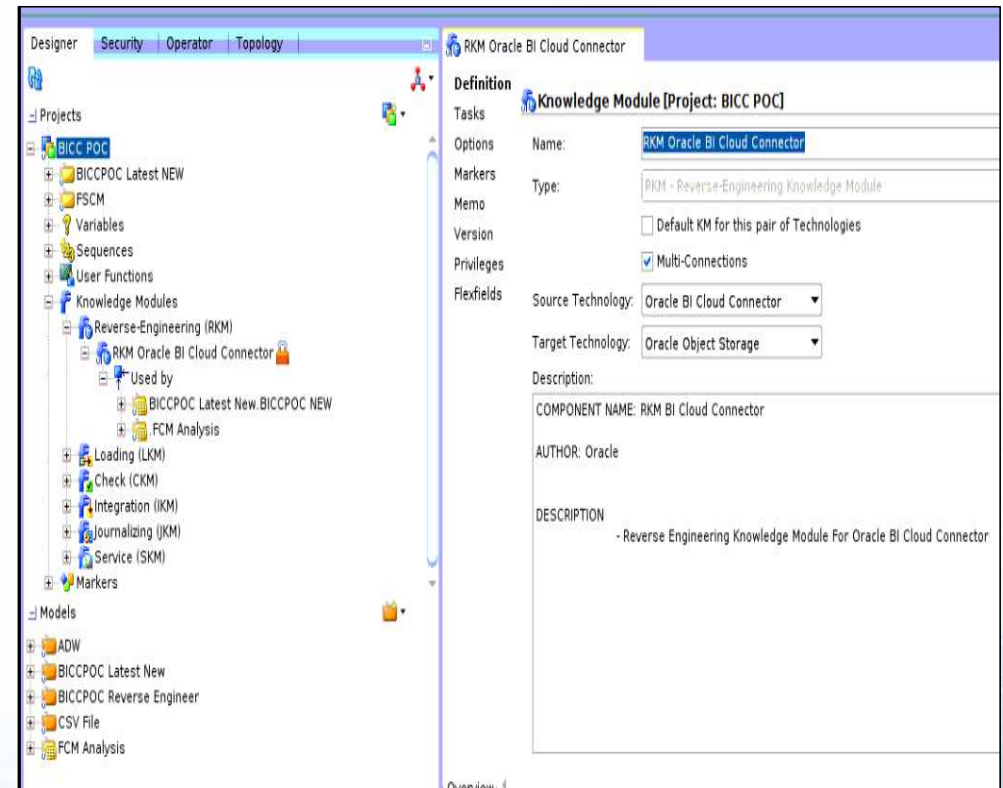 Designer Security Operator Topology
Projects
BICC POC
BICCPOC Latest NEW
FSCM
Variables
Sequences
User Functions
Knowledge Modules
Reverse-Engineering (RKM)
RKM Oracle BI Cloud Connector
Used by
BICCPOC Latest New.BICCPOC NEW
.FCM Analysis
Loading (LKM)
Check (CKM)
Integration (IKM)
Journalizing (JKM)
Service (SKM)
Markers
Models
ADW
BICCPOC Latest New
BICCPOC Reverse Engineer
CSV File
FCM Analysis
RKM Oracle BI Cloud Connector
Definition
Tasks
Options
Markers
Memo
Version
Privileges
Flexfields
Knowledge Module [Project: BICC POC]
Name: RKM Oracle BI Cloud Connector
Type: RKM - Reverse-Engineering Knowledge Module
Default KM for this pair of Technologies
Multi-Connections
Source Technology: Oracle BI Cloud Connector
Target Technology: Oracle Object Storage
Description:
COMPONENT NAME: RKM BI Cloud Connector
AUTHOR: Oracle
DESCRIPTION
- Reverse Engineering Knowledge Module For Oracle BI Cloud Connector
Overview